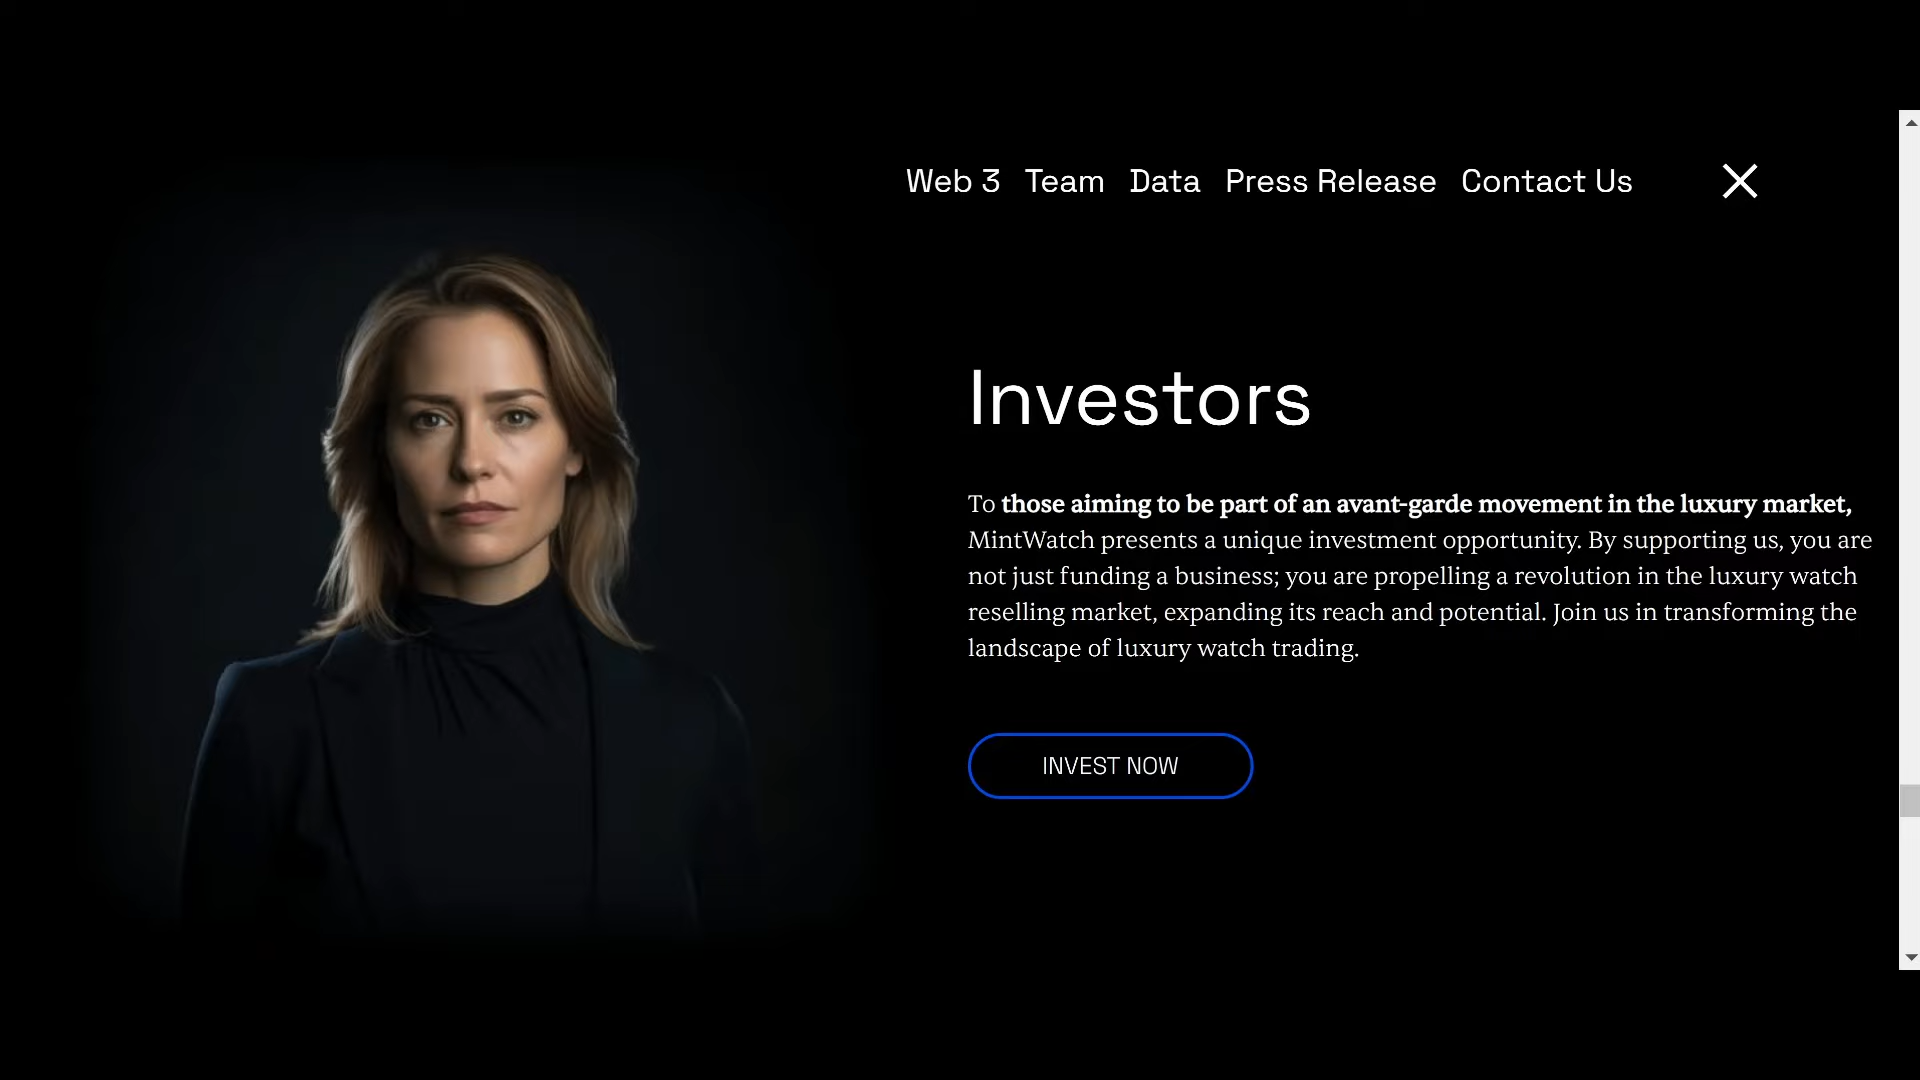 Web 3 Team Data Press Release Contact Us
Investors
To those aiming to be part of an avant-garde movement in the luxury market,
MintWatch presents a unique investment opportunity. By supporting us, you are
not just funding a business; you are propelling a revolution in the luxury watch
reselling market, expanding its reach and potential. Join us in transforming the
landscape of luxury watch trading.
INVEST NOW